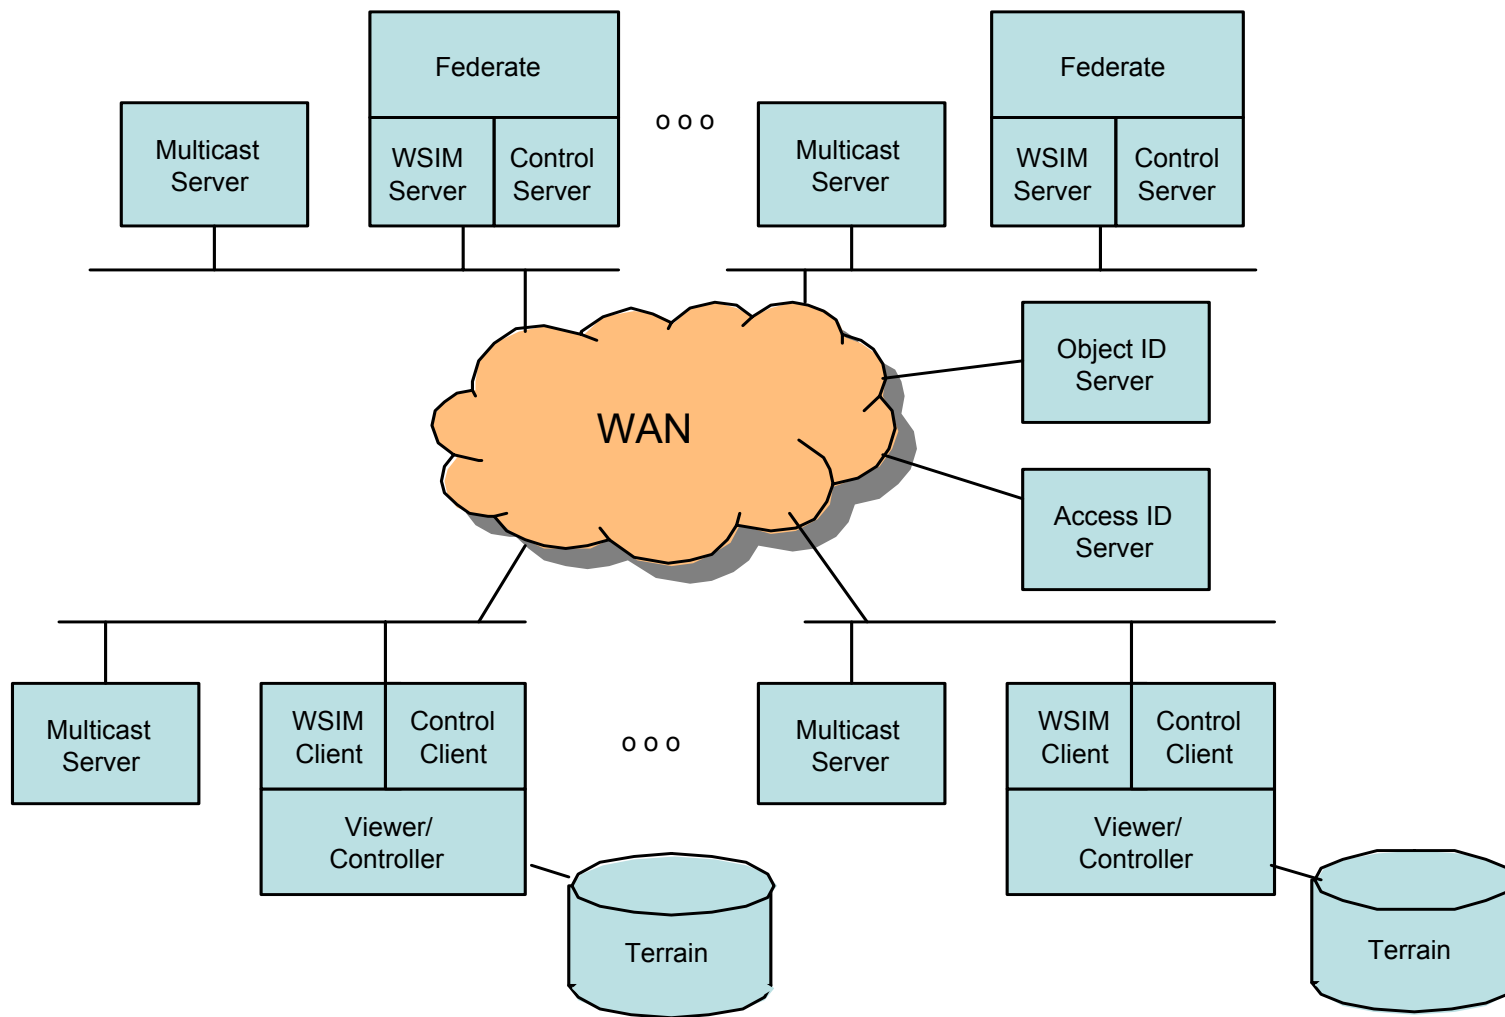 Federate
Federate
Multicast
Server
WSIM
Server
Control
Server
o o o
Multicast
Server
WSIM
Server
Control
Server
Object ID
Server
WAN
Access ID
Server
Multicast
Server
WSIM
Client
Control
Client
o o o
Multicast
Server
WSIM
Client
Control
Client
Viewer/
Controller
Viewer/
Controller
Terrain
Terrain